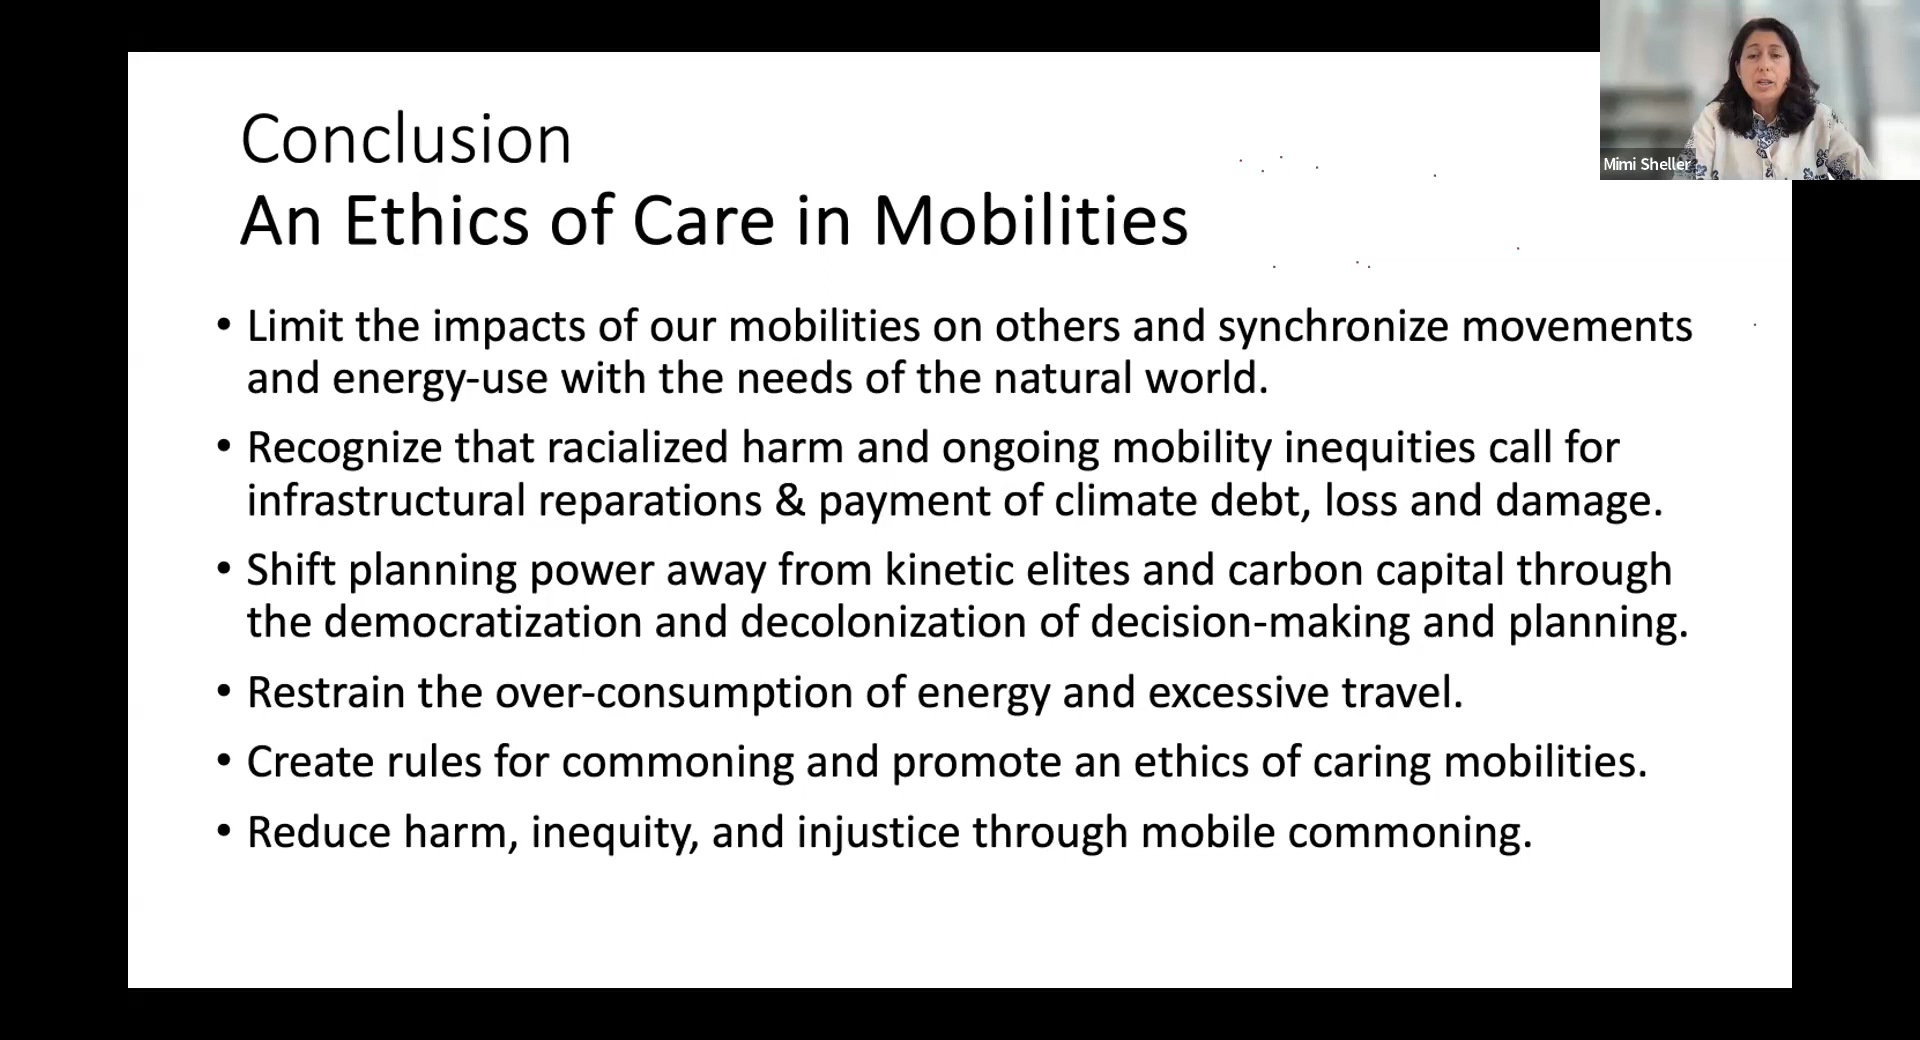 Conclusion
An Ethics of Care in Mobilities
• Limit the impacts of our mobilities on others and synchronize movements
and energy-use with the needs of the natural world.
• Recognize that racialized harm and ongoing mobility inequities call for
infrastructural reparations & payment of climate debt, loss and damage.
• Shift planning power away from kinetic elites and carbon capital through
the democratization and decolonization of decision-making and planning.
• Restrain the over-consumption of energy and excessive travel.
• Create rules for commoning and promote an ethics of caring mobilities.
• Reduce harm, inequity, and injustice through mobile commoning.
Mimi Sheller